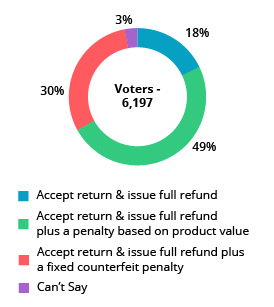 3%
18%
30%
Voters -
6,197
49%
Accept return & issue full refund
Accept return & issue full refund
plus a penalty based on product value
Accept return & issue full refund plus
a fixed counterfeit penalty
Can't Say